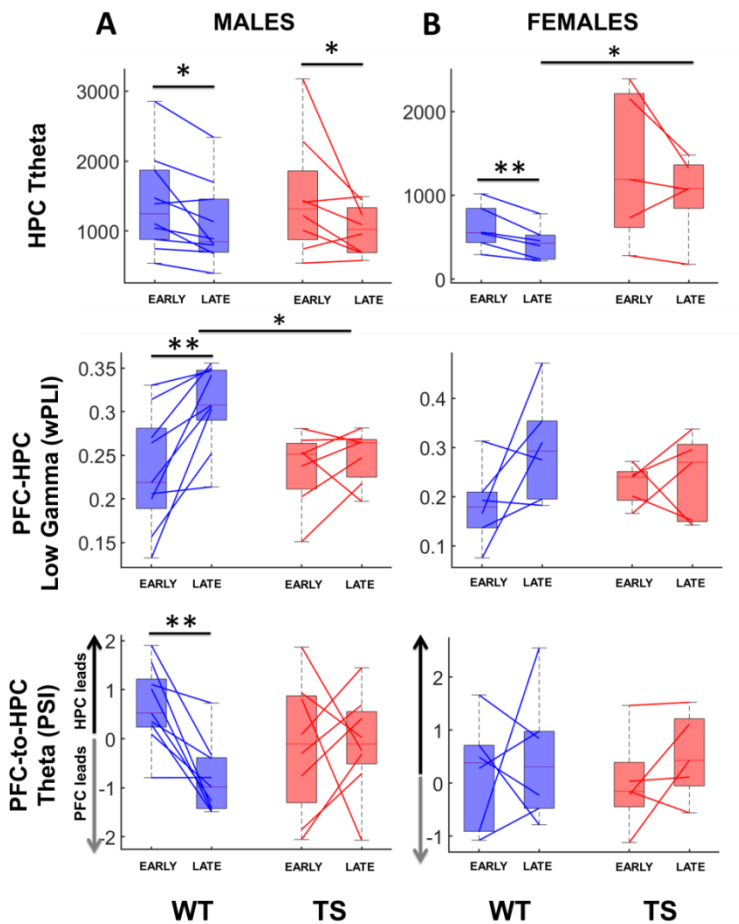 A MALES B FEMALES
* * *
HPC Ttheta
3000
2000
1000
**
2000
1000
0
EARLY LATE EARLY LATE EARLY LATE EARLY LATE
PFC-HPC
Low Gamma (wPLI)
** *
0.35
0.3
0.25
0.2
0.15
0.4
0.3
0.2
0.1
EARLY LATE EARLY LATE EARLY LATE EARLY LATE
PFC-to-HPC
Theta (PSI)
HPC leads
PFC leads
**
2
1
0
-1
-2
2
1
0
-1
EARLY LATE EARLY LATE EARLY LATE EARLY LATE
WT TS WT TS